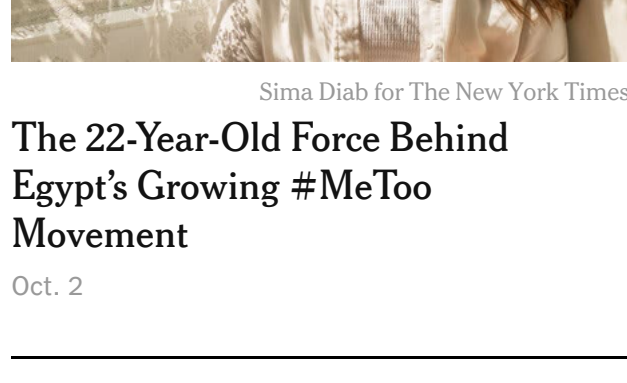 Sima Diab for The New York Times
The 22-Year-Old Force Behind
Egypt’s Growing #MeToo
Movement
Oct. 2